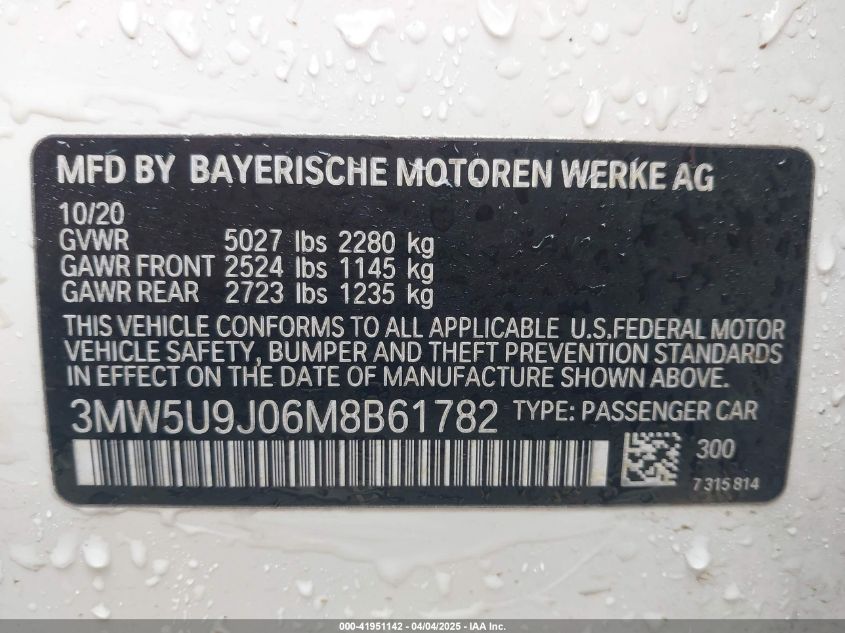 MFD BY BAYERISCHE MOTOREN WERKE AG
10/20
GVWR 5027 lbs 2280 kg
GAWR FRONT 2524 lbs 1145 kg
GAWR REAR 2723 lbs 1235 kg
THIS VEHICLE CONFORMS TO ALL APPLICABLE U.S.FEDERAL MOTOR
VEHICLE SAFETY, BUMPER AND THEFT PREVENTION STANDARDS
IN EFFECT ON THE DATE OF MANUFACTURE SHOWN ABOVE.
3MW5U9J06M8B61782 TYPE: PASSENGER CAR
300
7315814
000-41951142 - 04/04/2025 - IAA Inc.